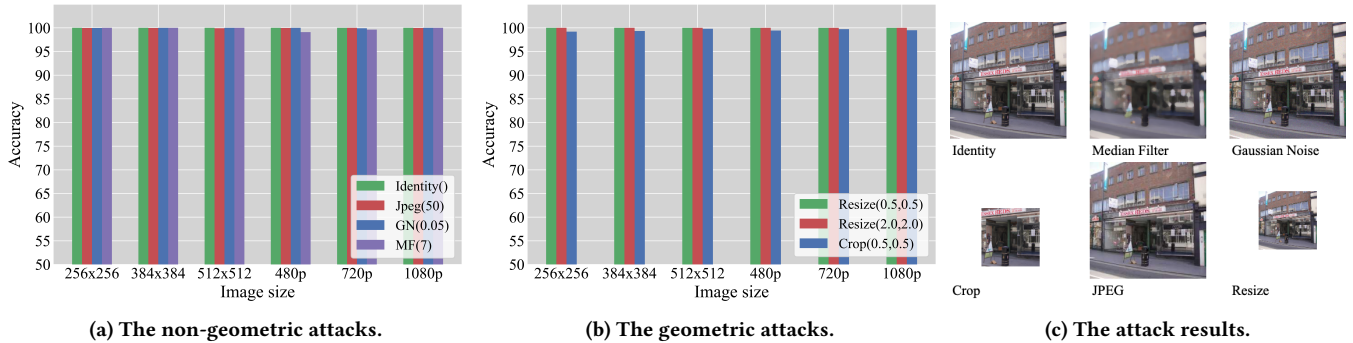 100
95
90
85
80
75
70
65
60
55
50
Accuracy
Identity()
Jpeg(50)
GN(0.05)
MF(7)
256x256 384x384 512x512 480p 720p 1080p
Image size
(a) The non-geometric attacks.
100
95
90
85
80
75
70
65
60
55
50
Accuracy
Resize(0.5,0.5)
Resize(2.0,2.0)
Crop(0.5,0.5)
256x256 384x384 512x512 480p 720p 1080p
Image size
(b) The geometric attacks.
Identity Median Filter Gaussian Noise
Crop JPEG Resize
(c) The attack results.